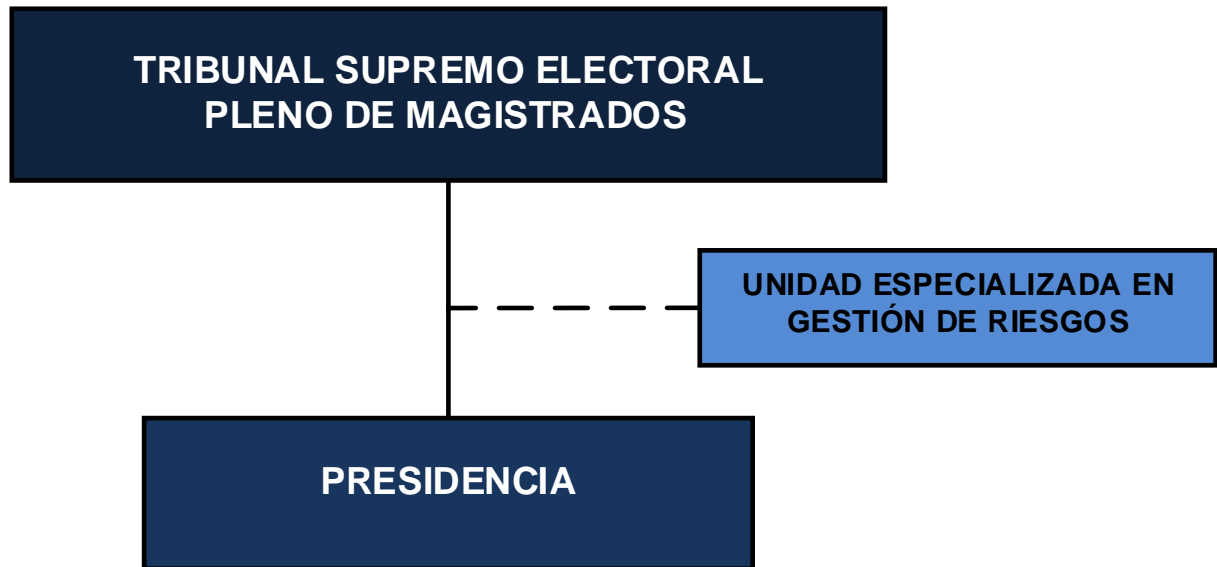 TRIBUNAL SUPREMO ELECTORAL
PLENO DE MAGISTRADOS
UNIDAD ESPECIALIZADA EN
GESTIÓN DE RIESGOS
PRESIDENCIA